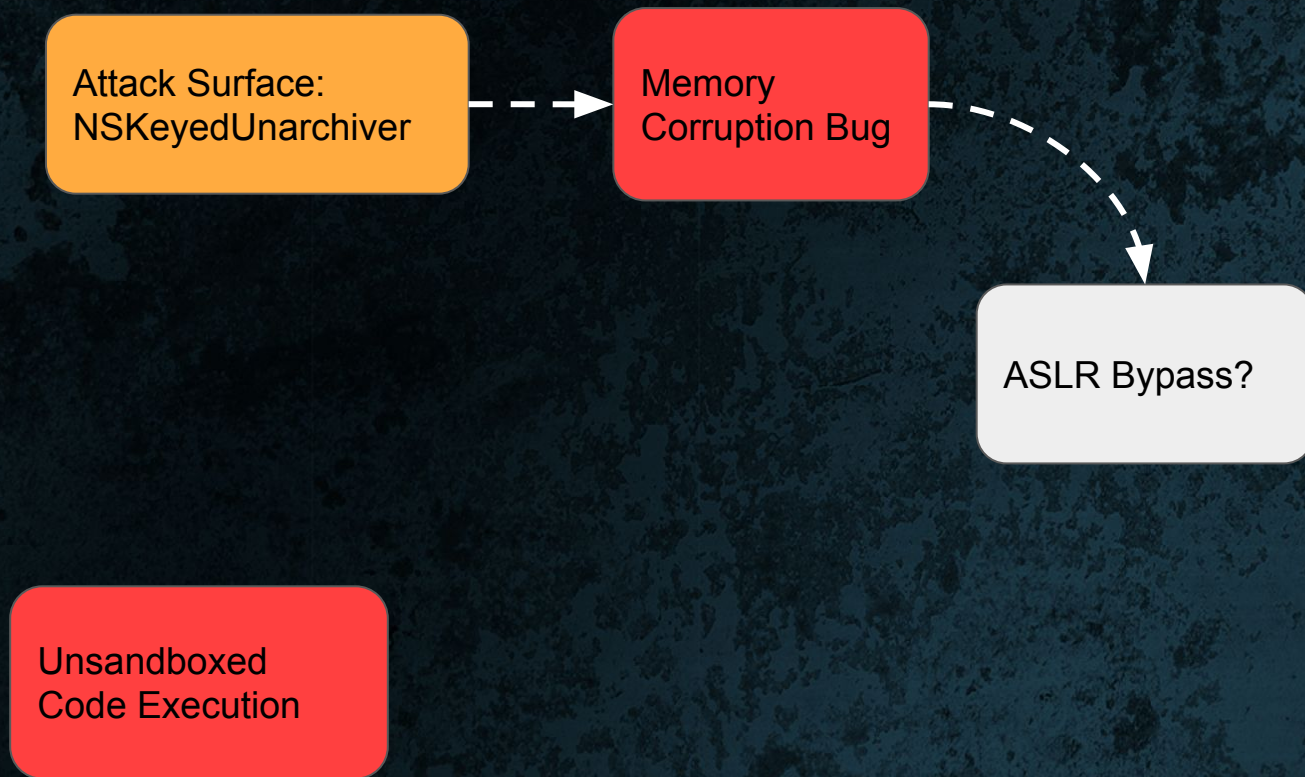 Attack Surface:
NSKeyedUnarchiver
Memory
Corruption Bug
ASLR Bypass?
Unsandboxed
Code Execution